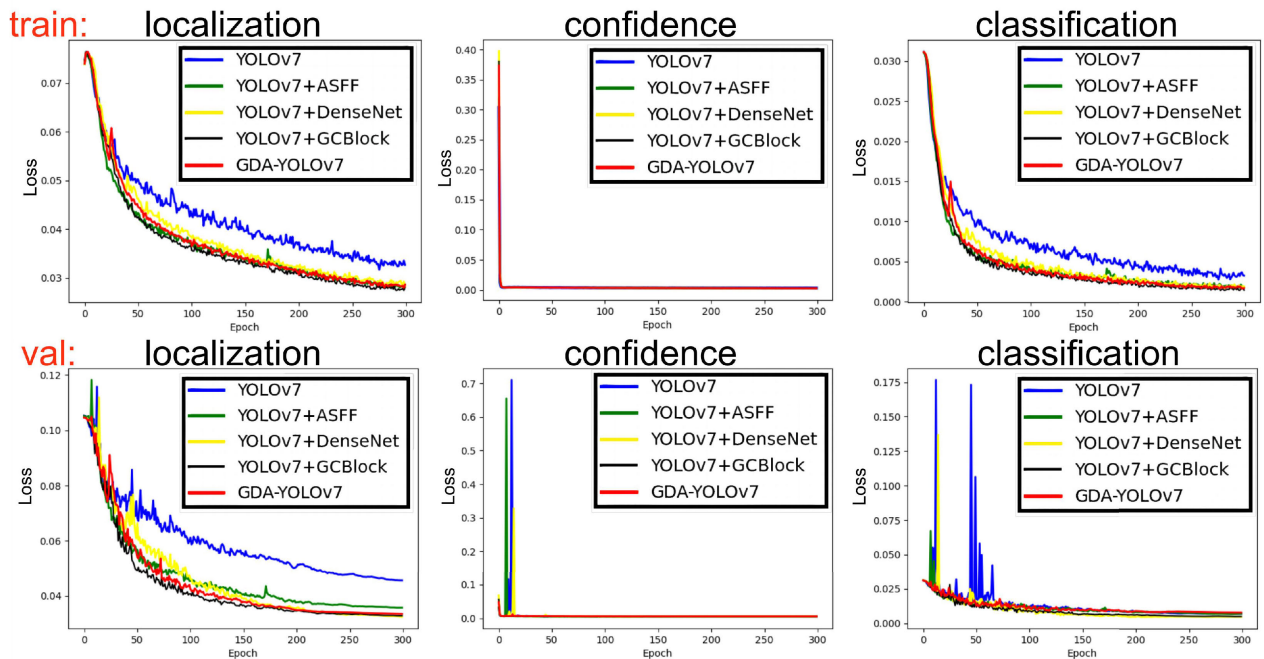 train: localization confidence classification
YOLOv7
YOLOv7+ASFF
YOLOv7+DenseNet
YOLOv7+GCBlock
GDA-YOLOv7
Loss
0.07
0.06
0.05
0.04
0.03
0 50 100 150 200 250 300
Epoch
YOLOv7
YOLOv7+ASFF
YOLOv7+DenseNet
YOLOv7+GCBlock
GDA-YOLOv7
Loss
0.40
0.35
0.30
0.25
0.20
0.15
0.10
0.05
0.00
0 50 100 150 200 250 300
Epoch
YOLOv7
YOLOv7+ASFF
YOLOv7+DenseNet
YOLOv7+GCBlock
GDA-YOLOv7
Loss
0.030
0.025
0.020
0.015
0.010
0.005
0.000
0 50 100 150 200 250 300
Epoch
val: localization confidence classification
YOLOv7
YOLOv7+ASFF
YOLOv7+DenseNet
YOLOv7+GCBlock
GDA-YOLOv7
Loss
0.12
0.10
0.08
0.06
0.04
0 50 100 150 200 250 300
Epoch
YOLOv7
YOLOv7+ASFF
YOLOv7+DenseNet
YOLOv7+GCBlock
GDA-YOLOv7
Loss
0.7
0.6
0.5
0.4
0.3
0.2
0.1
0.0
0 50 100 150 200 250 300
Epoch
YOLOv7
YOLOv7+ASFF
YOLOv7+DenseNet
YOLOv7+GCBlock
GDA-YOLOv7
Loss
0.175
0.150
0.125
0.100
0.075
0.050
0.025
0.000
0 50 100 150 200 250 300
Epoch